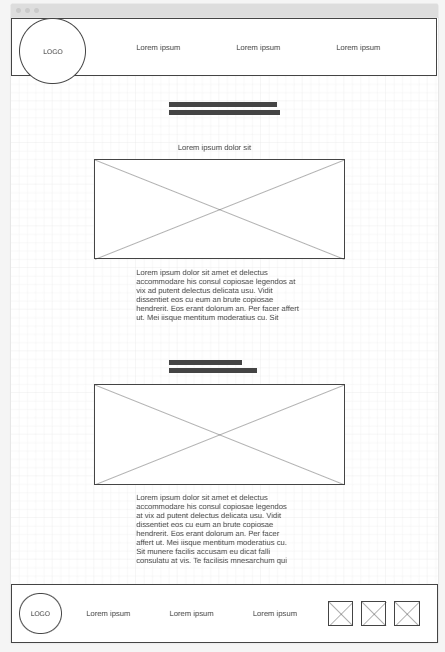 LOGO
Lorem ipsum
Lorem ipsum
Lorem ipsum
Lorem ipsum dolor sit
Lorem ipsum dolor sit amet et delectus
accommodare his consul copiosae legendos at
vix ad putent delectus delicata usu. Vidit
dissentiet eos cu eum an brute copiosae
hendrerit. Eos erant dolorum an. Per facer affert
ut. Mei iisque mentitum moderatius cu. Sit
Lorem ipsum dolor sit amet et delectus
accommodare his consul copiosae legendos
at vix ad putent delectus delicata usu. Vidit
dissentiet eos cu eum an brute copiosae
hendrerit. Eos erant dolorum an. Per facer
affert ut. Mei iisque mentitum moderatius cu.
Sit munere facilis accusam eu dicat falli
consulatu at vis. Te facilisis mnesarchum qui
LOGO
Lorem ipsum
Lorem ipsum
Lorem ipsum